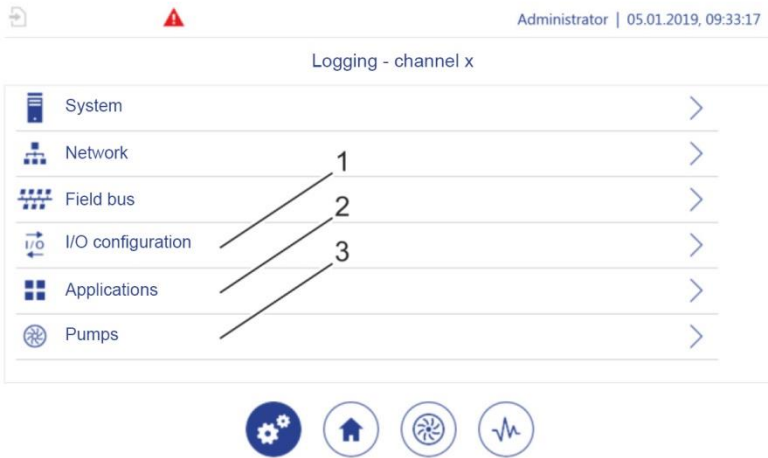 Administrator | 05.01.2019, 09:33:17
Logging - channel x
System
Network
1
Field bus
2
I/O I/O configuration
3
Applications
Pumps